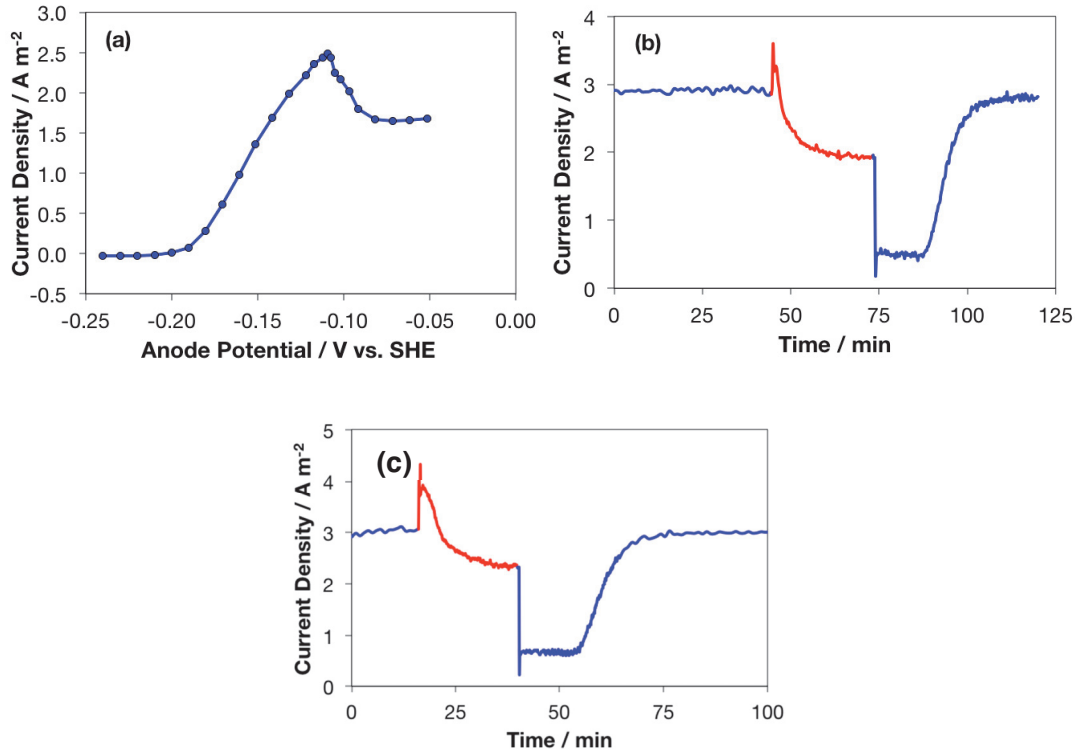 (a)
Current Density / A m-2
3.0
2.5
2.0
1.5
1.0
0.5
0.0
-0.5
-0.25 -0.20 -0.15 -0.10 -0.05 0.00
Anode Potential / V vs. SHE
(b)
Current Density / A m-2
4
3
2
1
0
0 25 50 75 100 125
Time / min
(c)
Current Density / A m-2
5
4
3
2
1
0
0 25 50 75 100
Time / min